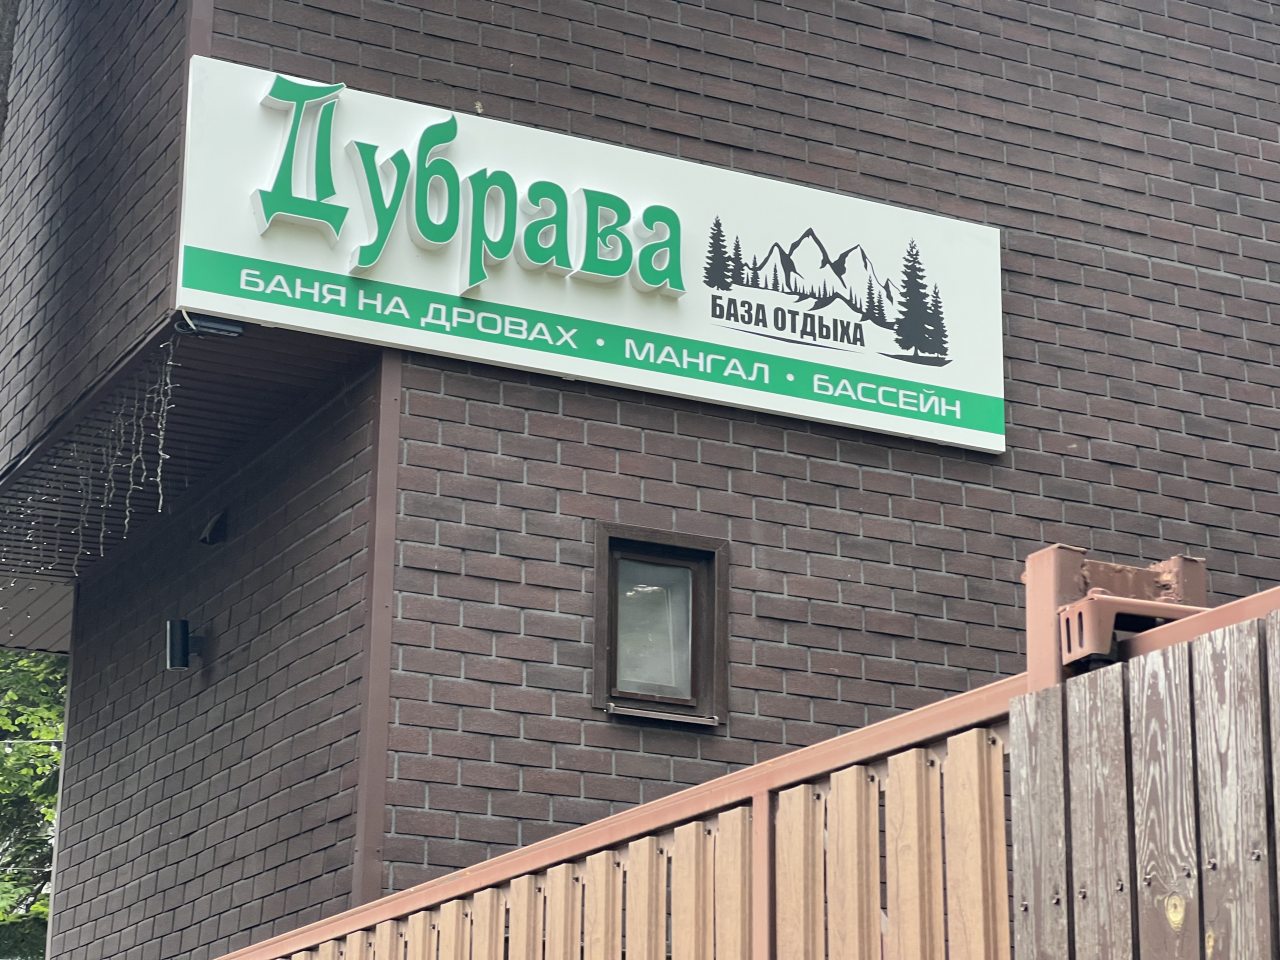 Дубрава
БАЗА ОТДЫХА
БАНЯ НА ДРОВАХ • МАНГАЛ • БАССЕЙН